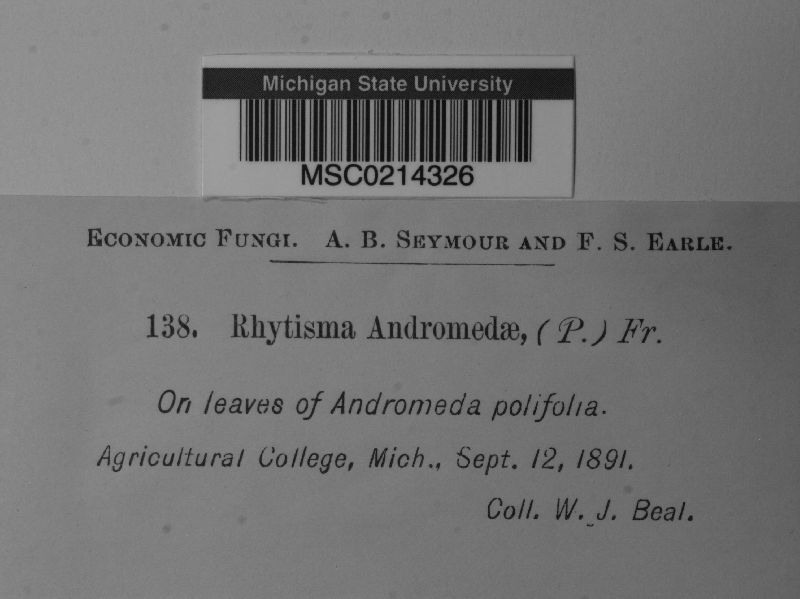 Michigan State University
MSC0214326
Economic Fungi. A. B. Seymour and F. S. Earle.
138. Rhytisma Andromedæ, (P.) Fr.
On leaves of Andromeda polifolia.
Agricultural College, Mich., Sept. 12, 1891.
Coll. W. J. Beal.